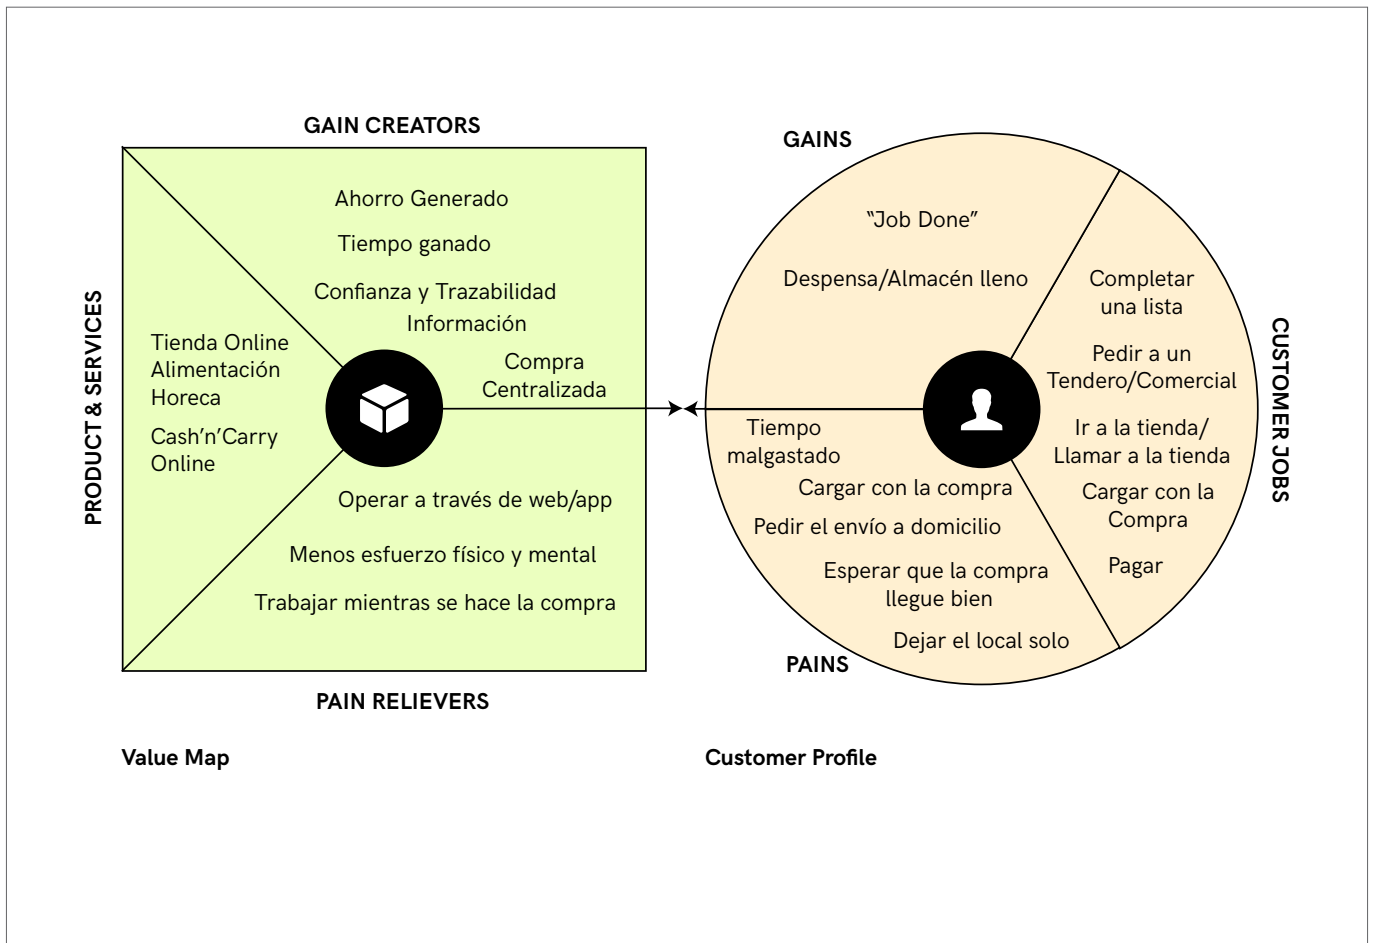 GAIN CREATORS
Ahorro Generado
Tiempo ganado
Confianza y Trazabilidad
Información
Compra
Centralizada
PRODUCT & SERVICES
Tienda Online
Alimentación
Horeca
Cash’n’Carry
Online
Operar a través de web/app
Menos esfuerzo físico y mental
Trabajar mientras se hace la compra
PAIN RELIEVERS
Value Map
GAINS
“Job Done”
Despensa/Almacén lleno
Completar
una lista
Pedir a un
Tendero/Comercial
Ir a la tienda/
Llamar a la tienda
Cargar con la
Compra
Pagar
CUSTOMER JOBS
Tiempo
malgastado
Cargar con la compra
Pedir el envío a domicilio
Esperar que la compra
llegue bien
Dejar el local solo
PAINS
Customer Profile